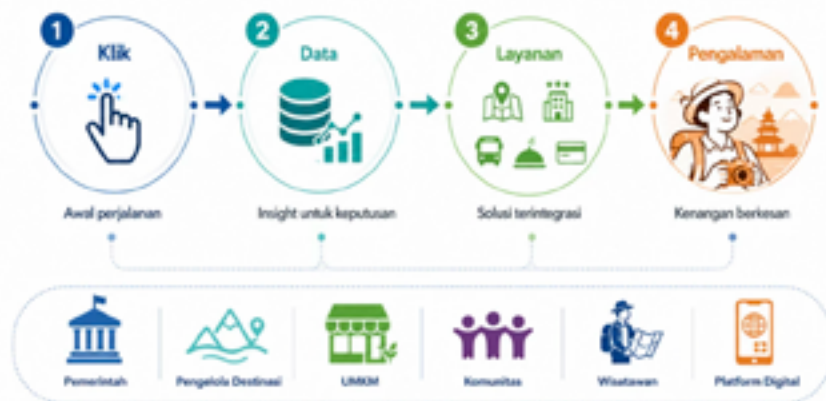 1
Klik
Awal perjalanan
2
Data
Insight untuk keputusan
3
Layanan
Solusi terintegrasi
4
Pengalaman
Kenangan berkesan
Pemerintah
Pengelola Destinasi
UMKM
Komunitas
Wisatawan
Platform Digital